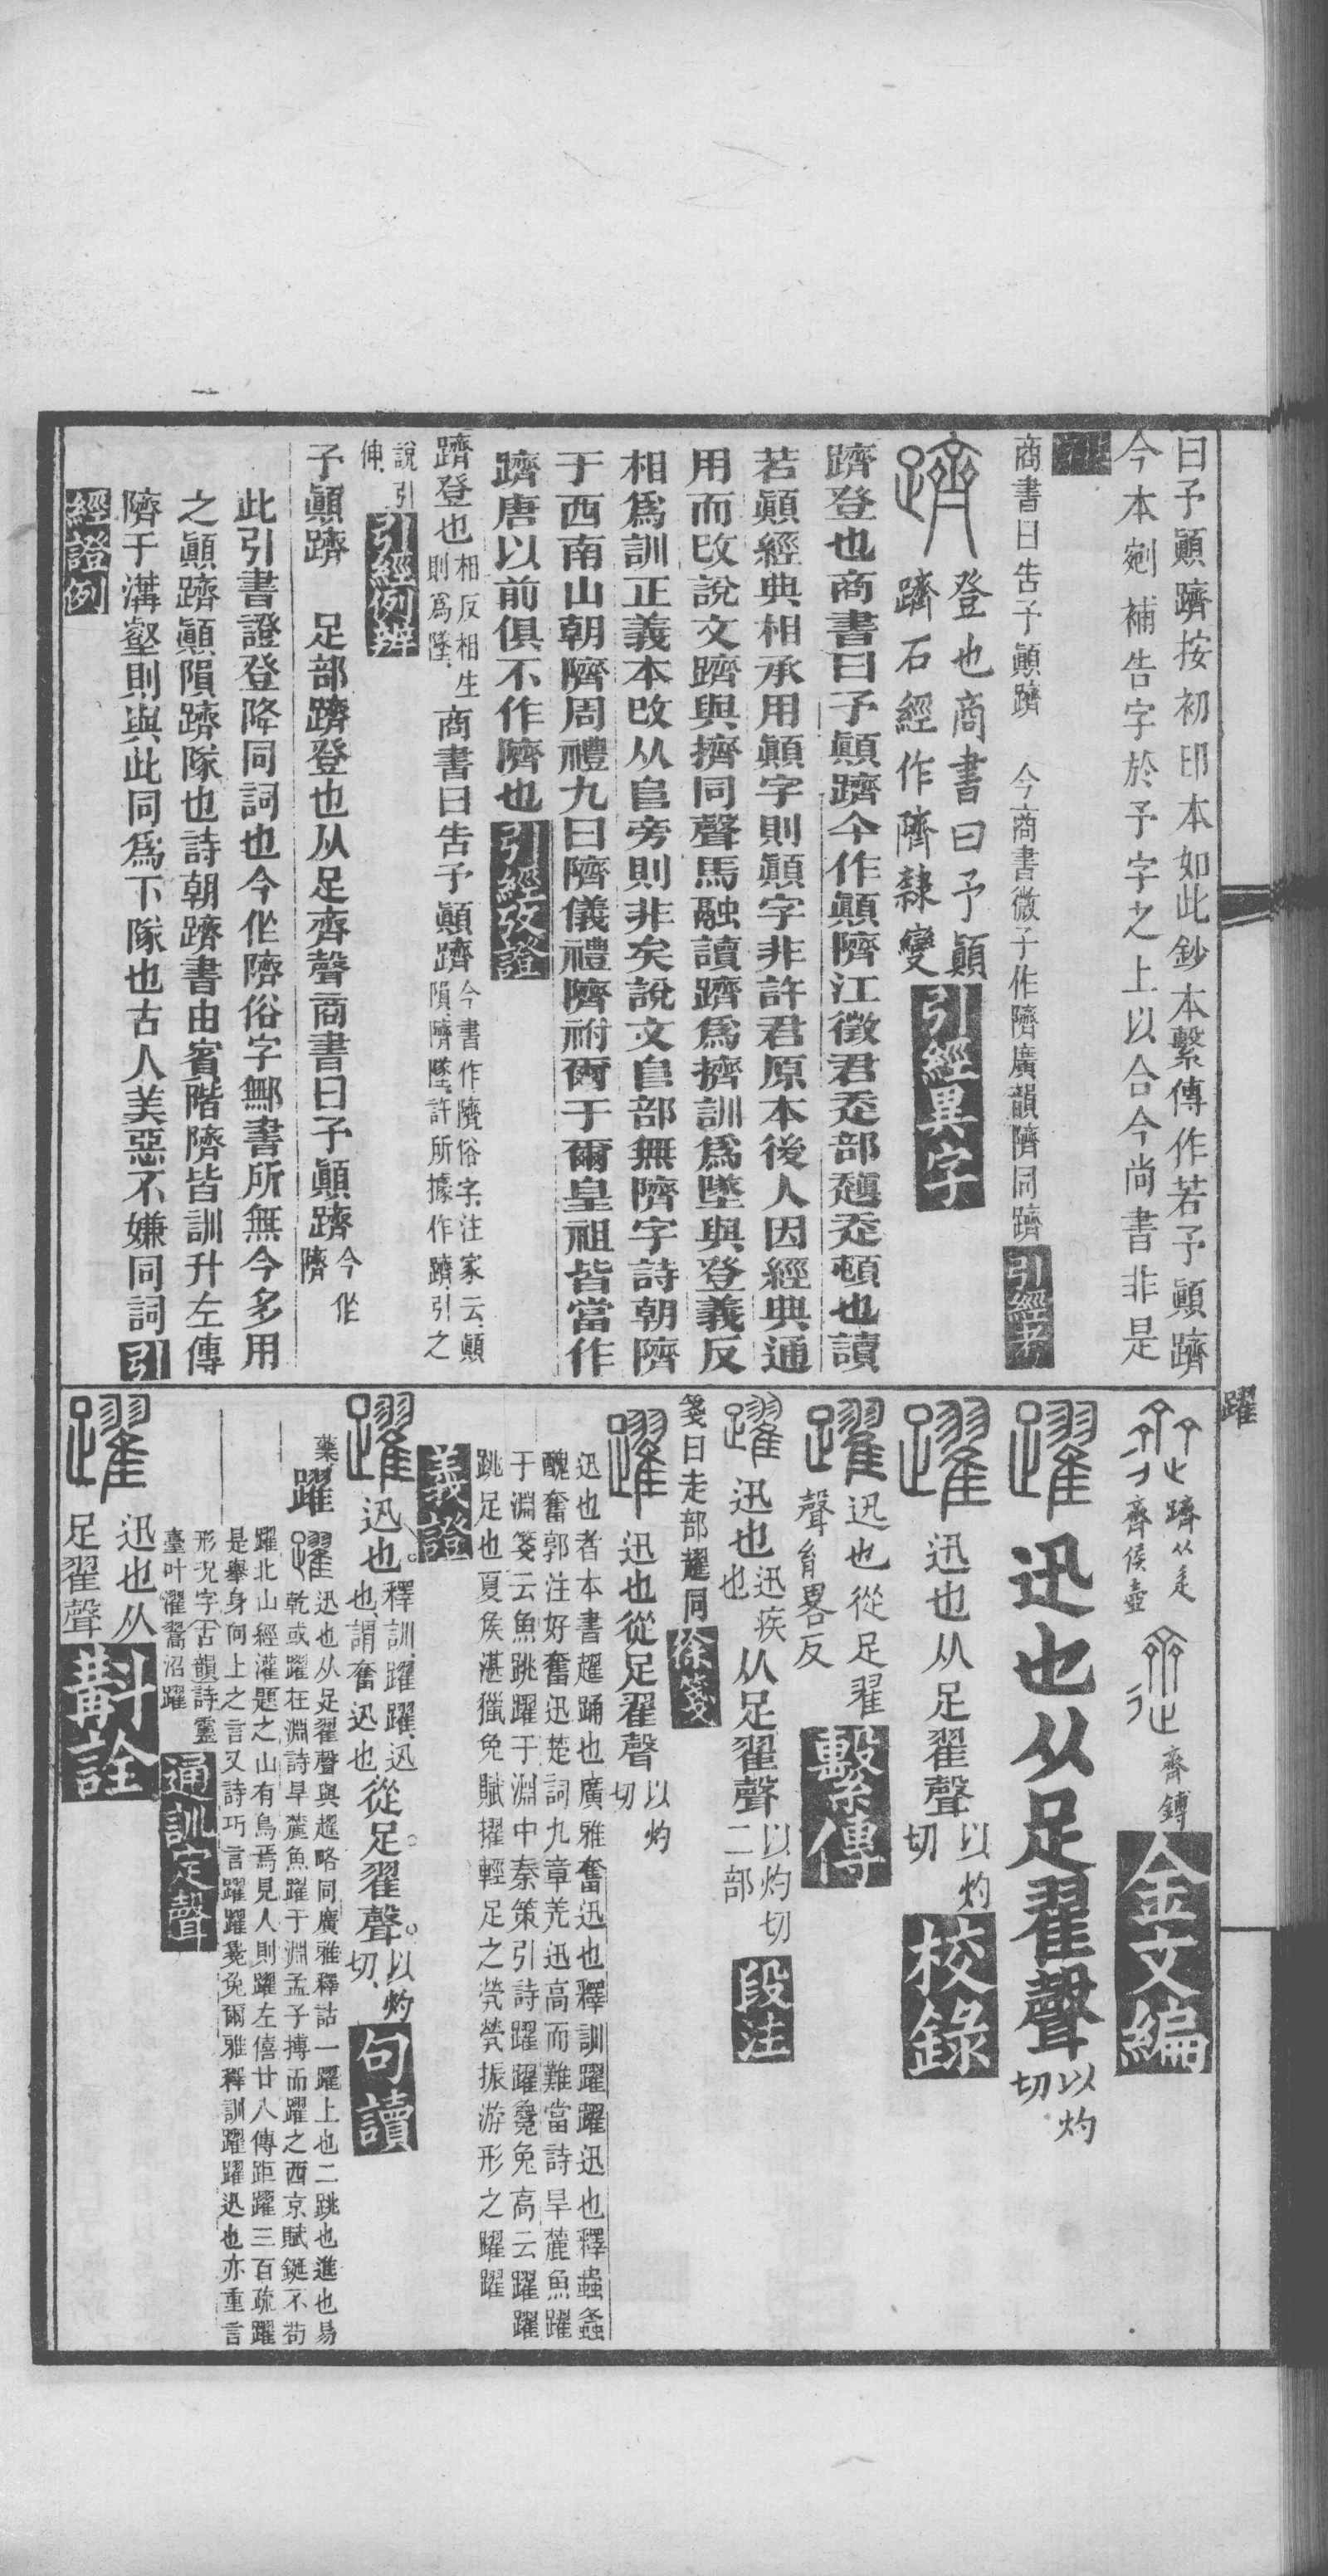 曰予顚躋按初印本如此鈔本繫傳作若予顚躋
今本剜補告字於予字之上以合今尚書非是
商書曰告予顚躋　今商書微子作隮廣韻隮同躋
引經考
登也商書曰予顚
躋石經作隮隸變
引經異字
躋登也商書曰予顚躋今作顚隮江徵君赱部䞓赱頓也讀
若顚經典相承用顚字則顚字非許君原本後人因經典通
用而改說文躋與擠同聲馬融讀躋爲擠訓爲墜與登義反
相爲訓正義本改从𨸏旁則非矣說文𨸏部無隮字詩朝隮
于西南山朝隮周禮九曰隮儀禮隮祔爾于爾皇祖皆當作
躋唐以前俱不作隮也
引經攷證
躋登也
相反相生
則爲墜
商書曰告予顚躋
今書作隮俗字注家云顚
隕隮墜許所據作躋引之
說引
伸
引經例辨
予顚躋　足部躋登也从足齊聲商書曰予顚躋
今作
隮
此引書證登降同詞也今作隮俗字鄦書所無今多用
之顚躋顚隕躋隊也詩朝躋書由賓階隮皆訓升左傳
隮于溝壑則與此同爲下隊也古人美惡不嫌同詞
引
經證例
躋从辵
齊侯壺
齊鎛
金文編
躍
迅也从足翟聲
以灼
切
躍
迅也从足翟聲
以灼
切
校錄
躍
迅也從足翟
聲肙畧反
繫傳
躍
迅也
迅疾
也
从足翟聲
以灼切
二部
段注
箋曰走部趯同
徐箋
躍
迅也從足翟聲
以灼
切
迅也者本書趯踊也廣雅奮迅也釋訓躍躍迅也釋蟲螽
醜奮郭注好奮迅楚詞九章羌迅高而難當詩旱麓魚躍
于淵箋云魚跳躍于淵中秦策引詩躍躍毚兔高云躍躍
跳足也夏侯湛獵兔賦擢輕足之煢煢振游形之躍躍
義證
躍
迅也
釋訓躍躍迅
也謂奮迅也
從足翟聲
以灼
切
句讀
藥
躍
躍
迅也从足翟聲與趯略同廣雅釋詁一躍上也二跳也進也易
乾或躍在淵詩旱麓魚躍于淵孟子搏而躍之西京賦鋋不苟
躍北山經灌題之山有鳥焉見人則躍左僖廿八傳距躍三百疏躍
是舉身向上之言又詩巧言躍躍毚兔爾雅釋訓躍躍迅也亦重言
形況字古韻詩靈
臺叶濯翯沼躍
通訓定聲
躍
迅也从
足翟聲
斠詮
躍